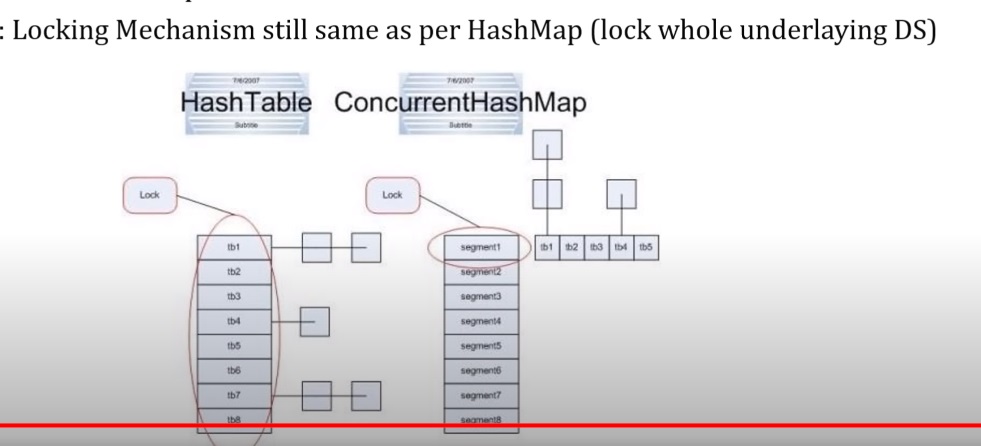 : Locking Mechanism still same as per HashMap (lock whole underlaying DS)
7/6/2007
HashTable
Subtitle
7/6/2007
ConcurrentHashMap
Subtitle
Lock
tb1
tb2
tb3
tb4
tb5
tb6
tb7
tb8
Lock
segment1
segment2
segment3
segment4
segment5
segment6
segment7
segment8
tb1 tb2 tb3 tb4 tb5